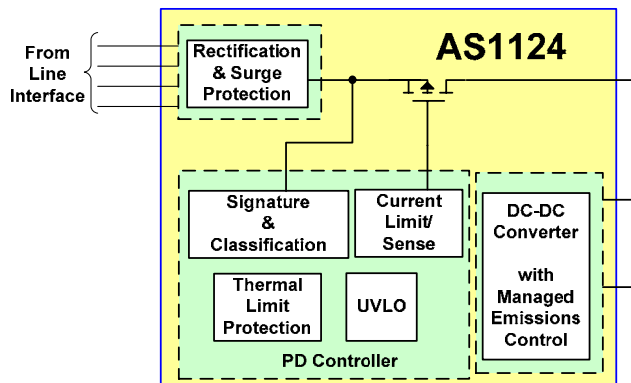 AS1124
From
Line
Interface
Rectification
& Surge
Protection
Signature
&
Classification
Current
Limit/
Sense
Thermal
Limit
Protection
UVLO
PD Controller
DC-DC
Converter
with
Managed
Emissions
Control